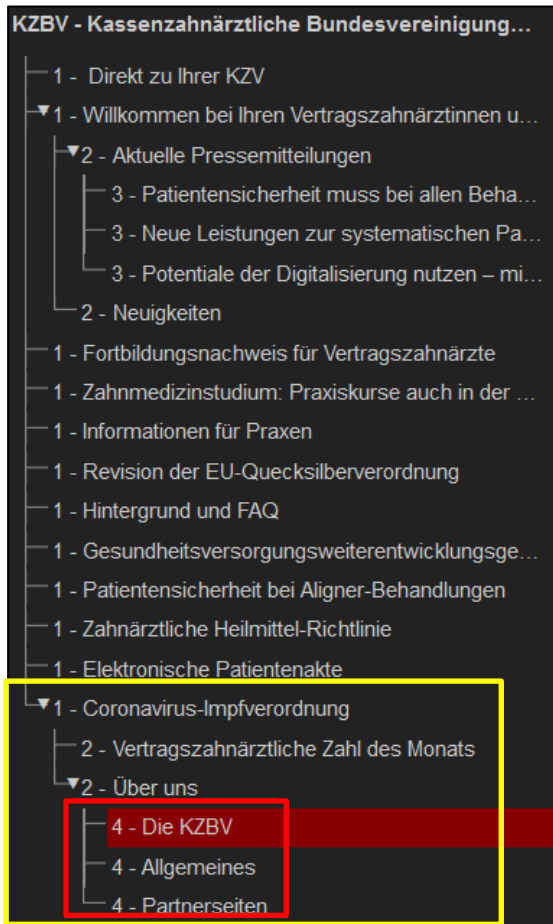 KZBV - Kassenzahnärztliche Bundesvereinigung...
1 - Direkt zu Ihrer KZV
1 - Willkommen bei Ihren Vertragszahnärztinnen u...
2 - Aktuelle Pressemitteilungen
3 - Patientensicherheit muss bei allen Beha...
3 - Neue Leistungen zur systematischen Pa...
3 - Potentiale der Digitalisierung nutzen – mi...
2 - Neuigkeiten
1 - Fortbildungsnachweis für Vertragszahnärzte
1 - Zahnmedizinstudium: Praxiskurse auch in der ...
1 - Informationen für Praxen
1 - Revision der EU-Quecksilberverordnung
1 - Hintergrund und FAQ
1 - Gesundheitsversorgungsweiterentwicklungsge...
1 - Patientensicherheit bei Aligner-Behandlungen
1 - Zahnärztliche Heilmittel-Richtlinie
1 - Elektronische Patientenakte
1 - Coronavirus-Impfverordnung
2 - Vertragszahnärztliche Zahl des Monats
2 - Über uns
4 - Die KZBV
4 - Allgemeines
4 - Partnerseiten